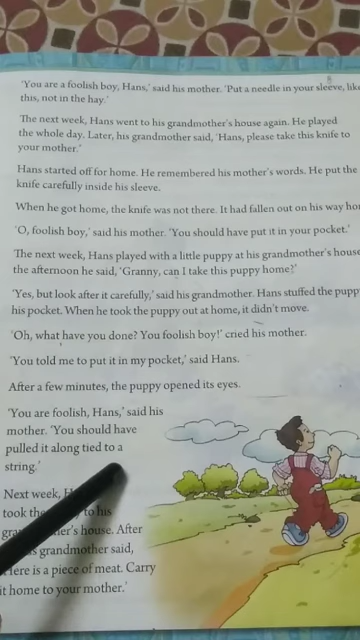 'You are a foolish boy, Hans,' said his mother. 'Put a needle in your sleeve, like
this, not in the hay.'
The next week, Hans went to his grandmother's house again. He played
the whole day. Later, his grandmother said, 'Hans, please take this knife to
your mother.'
Hans started off for home. He remembered his mother's words. He put the
knife carefully inside his sleeve.
When he got home, the knife was not there. It had fallen out on his way
'O, foolish boy,' said his mother. 'You should have put it in your pocket.'
The next week, Hans played with a little puppy at his grandmother's house
the afternoon he said, 'Granny, can I take this puppy home?'
'Yes, but look after it carefully,' said his grandmother. Hans stuffed the
his pocket. When he took the puppy out at home, it didn't move.
'Oh, what have you done? You foolish boy!' cried his mother.
'You told me to put it in my pocket,' said Hans.
After a few minutes, the puppy opened its eyes.
'You are foolish, Hans,' said his
mother. 'You should have
pulled it along tied to a
string.'
Next week,
took the to his
house. After
grandmother said,
is a piece of meat. Carry
it home to your mother.'